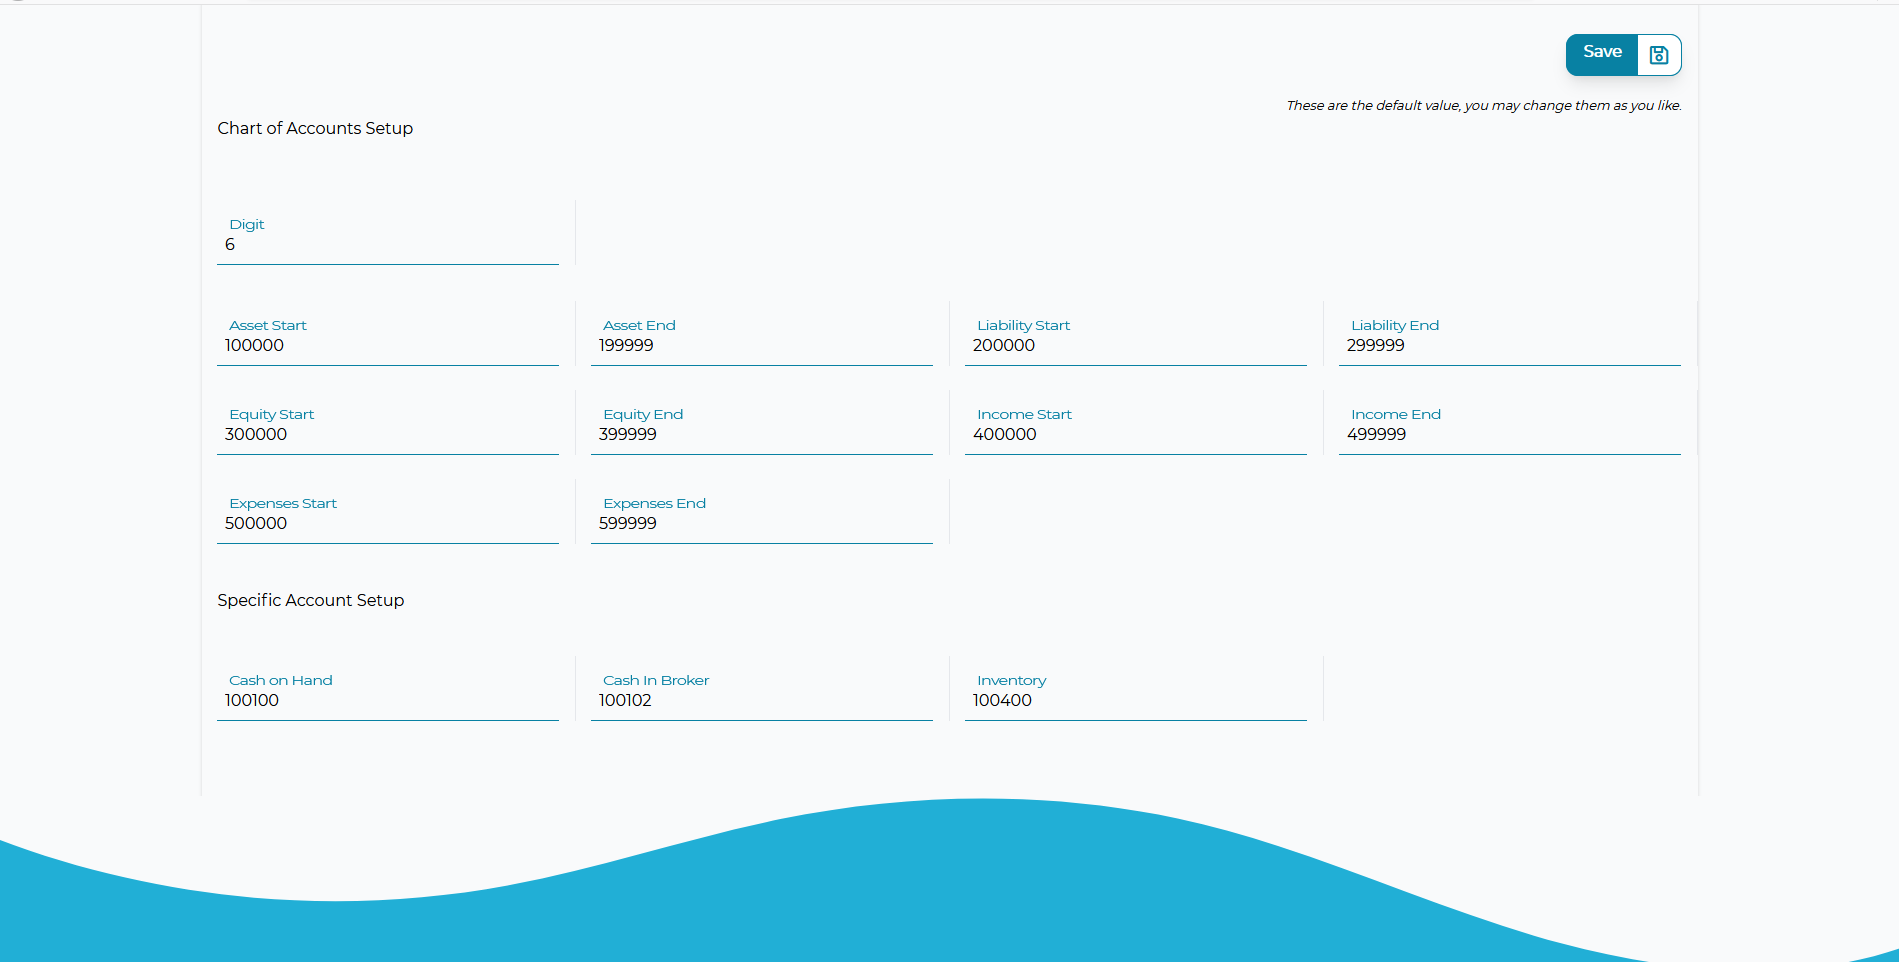 Save
These are the default value, you may change them as you like.
Chart of Accounts Setup
Digit
6
Asset Start
100000
Asset End
199999
Liability Start
200000
Liability End
299999
Equity Start
300000
Equity End
399999
Income Start
400000
Income End
499999
Expenses Start
500000
Expenses End
599999
Specific Account Setup
Cash on Hand
100100
Cash In Broker
100102
Inventory
100400